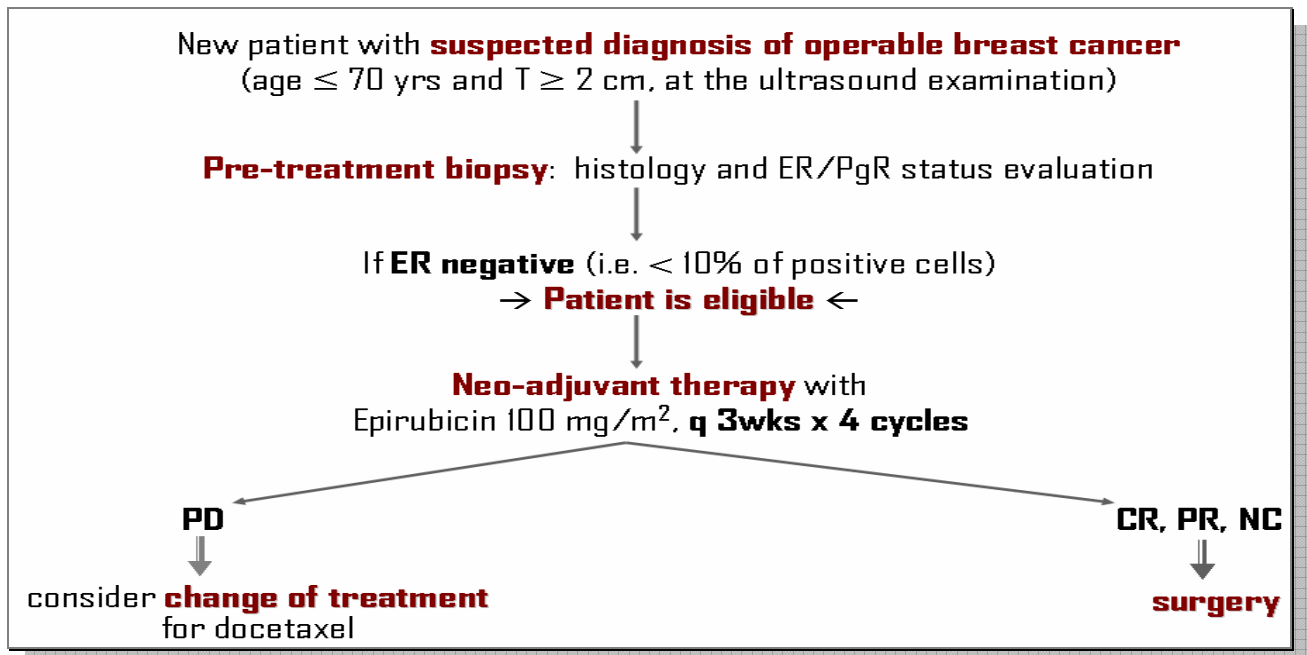 New patient with suspected diagnosis of operable breast cancer
(age ≤ 70 yrs and T ≥ 2 cm, at the ultrasound examination)
Pre-treatment biopsy: histology and ER/PgR status evaluation
If ER negative (i.e. < 10% of positive cells)
→ Patient is eligible ←
Neo-adjuvant therapy with
Epirubicin 100 mg/m², q 3wks x 4 cycles
PD
consider change of treatment
for docetaxel
CR, PR, NC
surgery